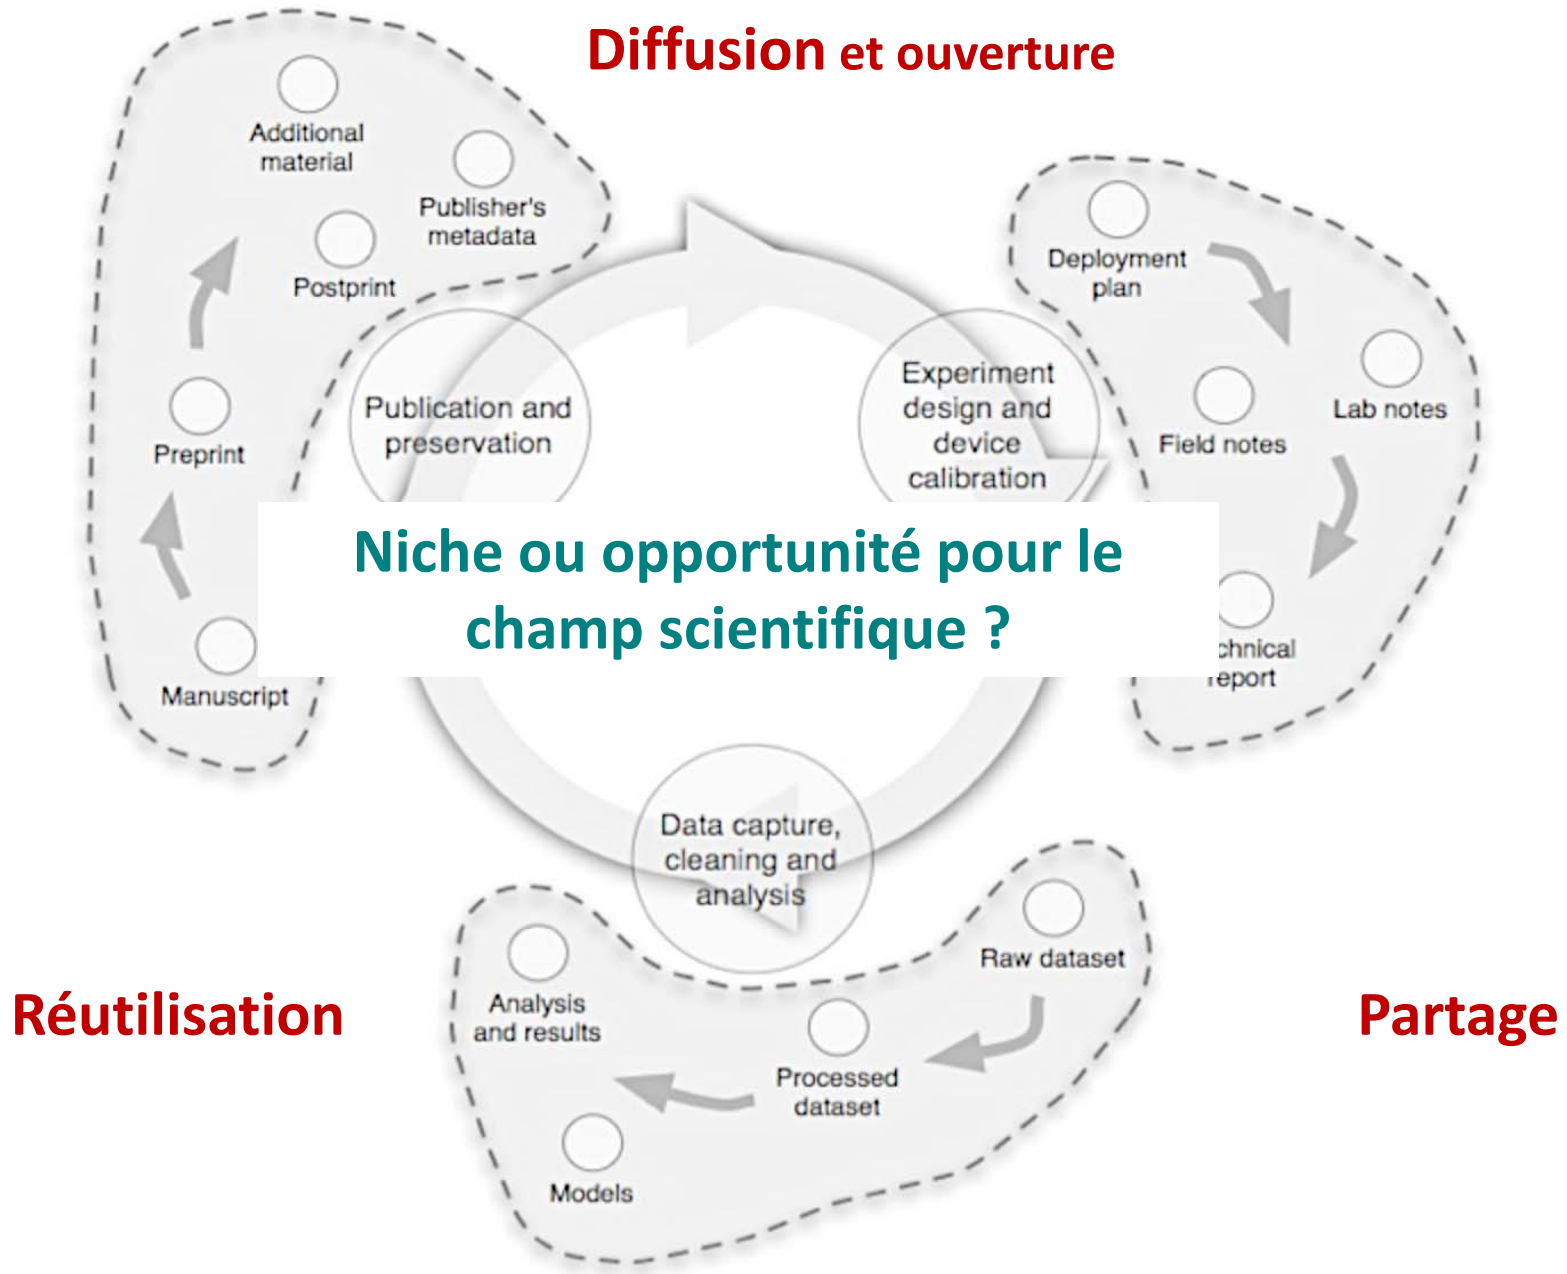 Diffusion et ouverture
Additional
material
Publisher's
metadata
Postprint
Preprint
Manuscript
Publication and
preservation
Experiment
design and
device
calibration
Deployment
plan
Lab notes
Field notes
chnical
report
Niche ou opportunité pour le
champ scientifique ?
Data capture,
cleaning and
analysis
Raw dataset
Processed
dataset
Analysis
and results
Models
Réutilisation
Partage